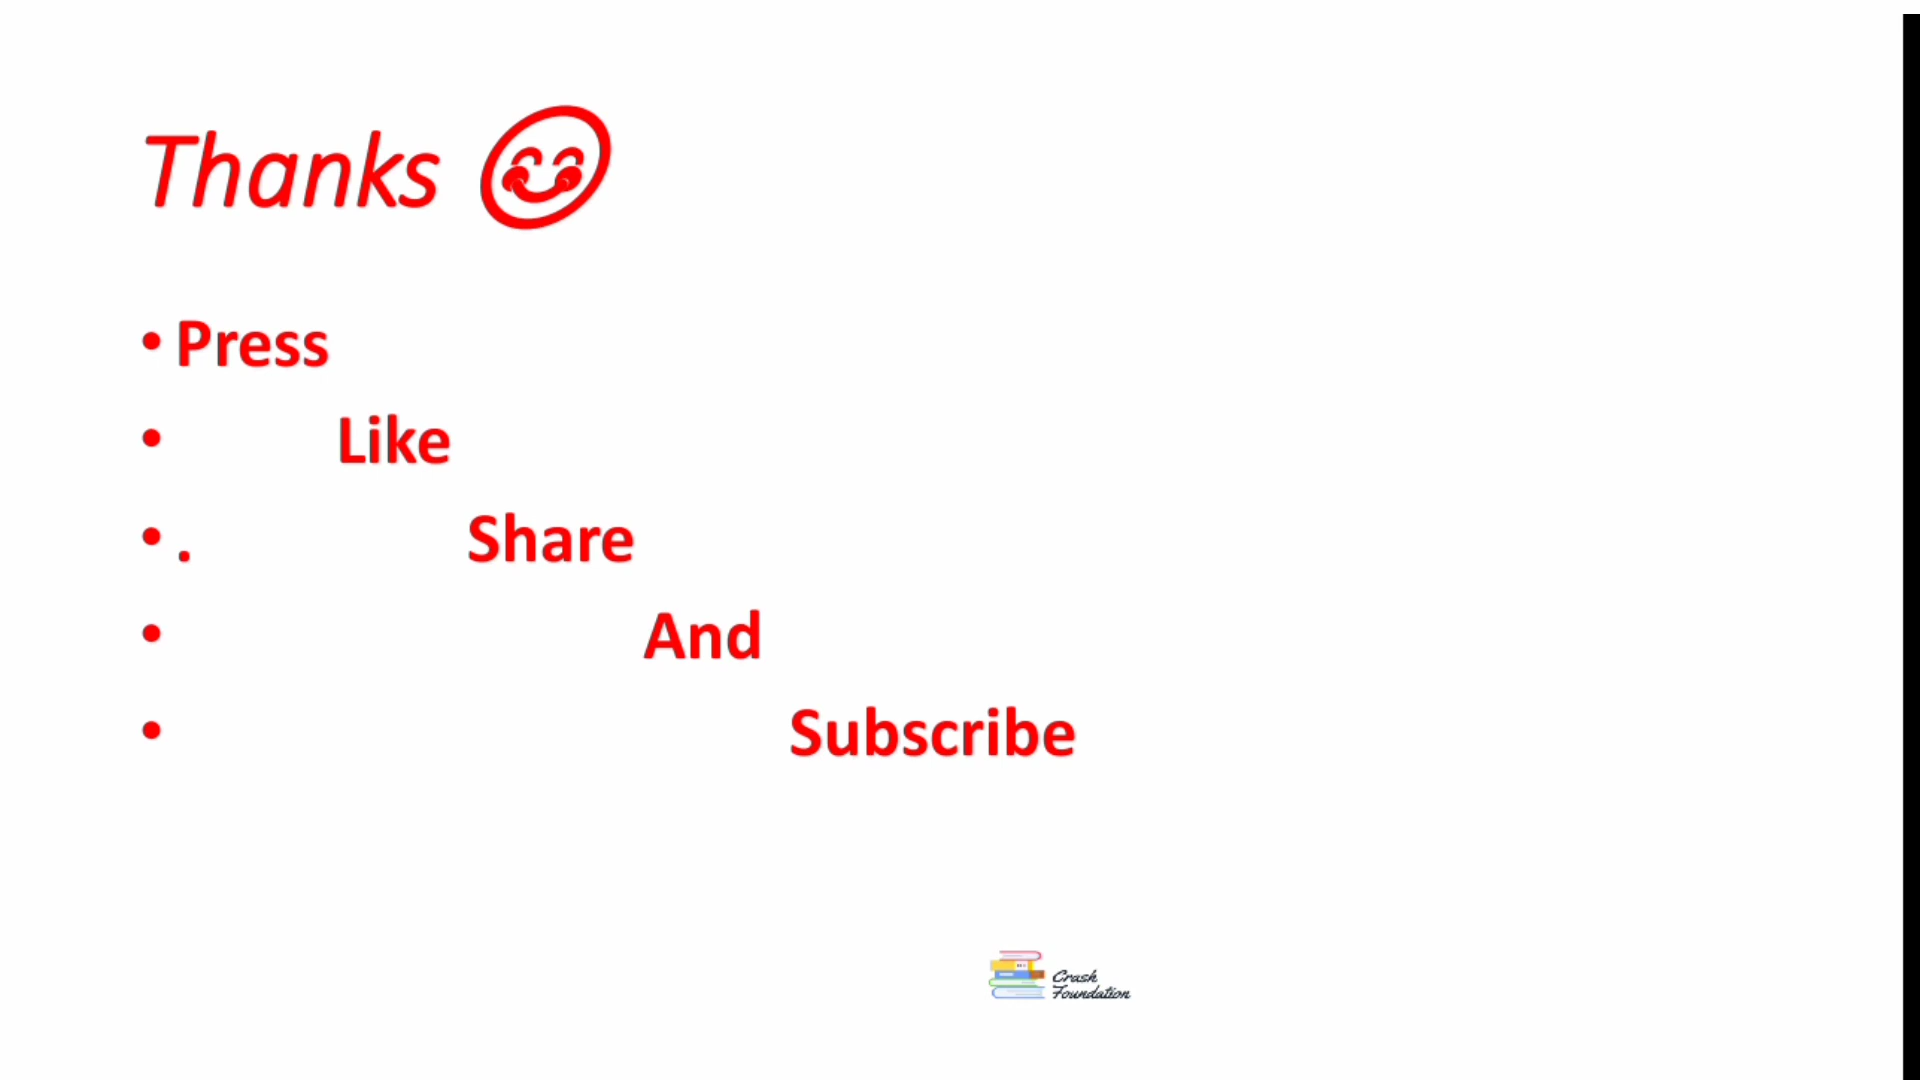 Thanks 😊
• Press
• Like
• . Share
• And
• Subscribe
Crash
Foundation